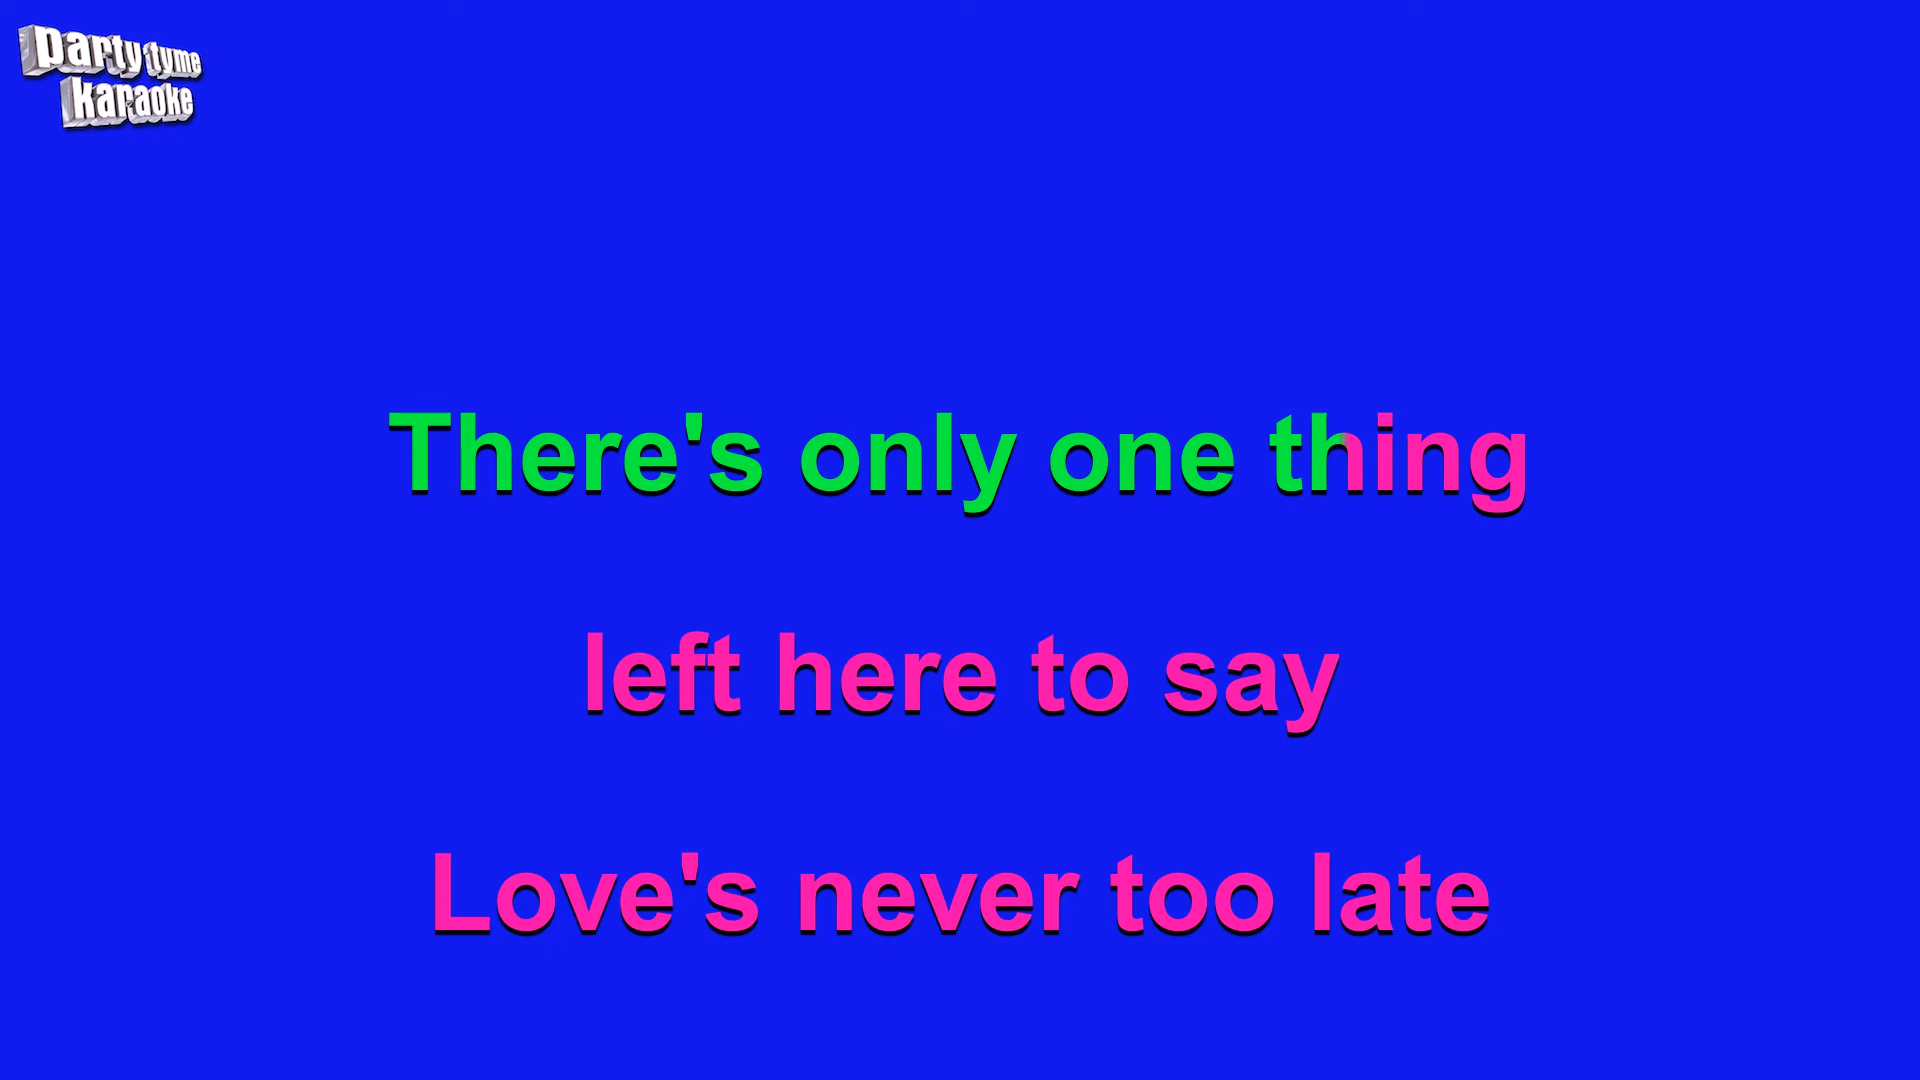 party tyme
karaoke
There's only one thing
left here to say
Love's never too late